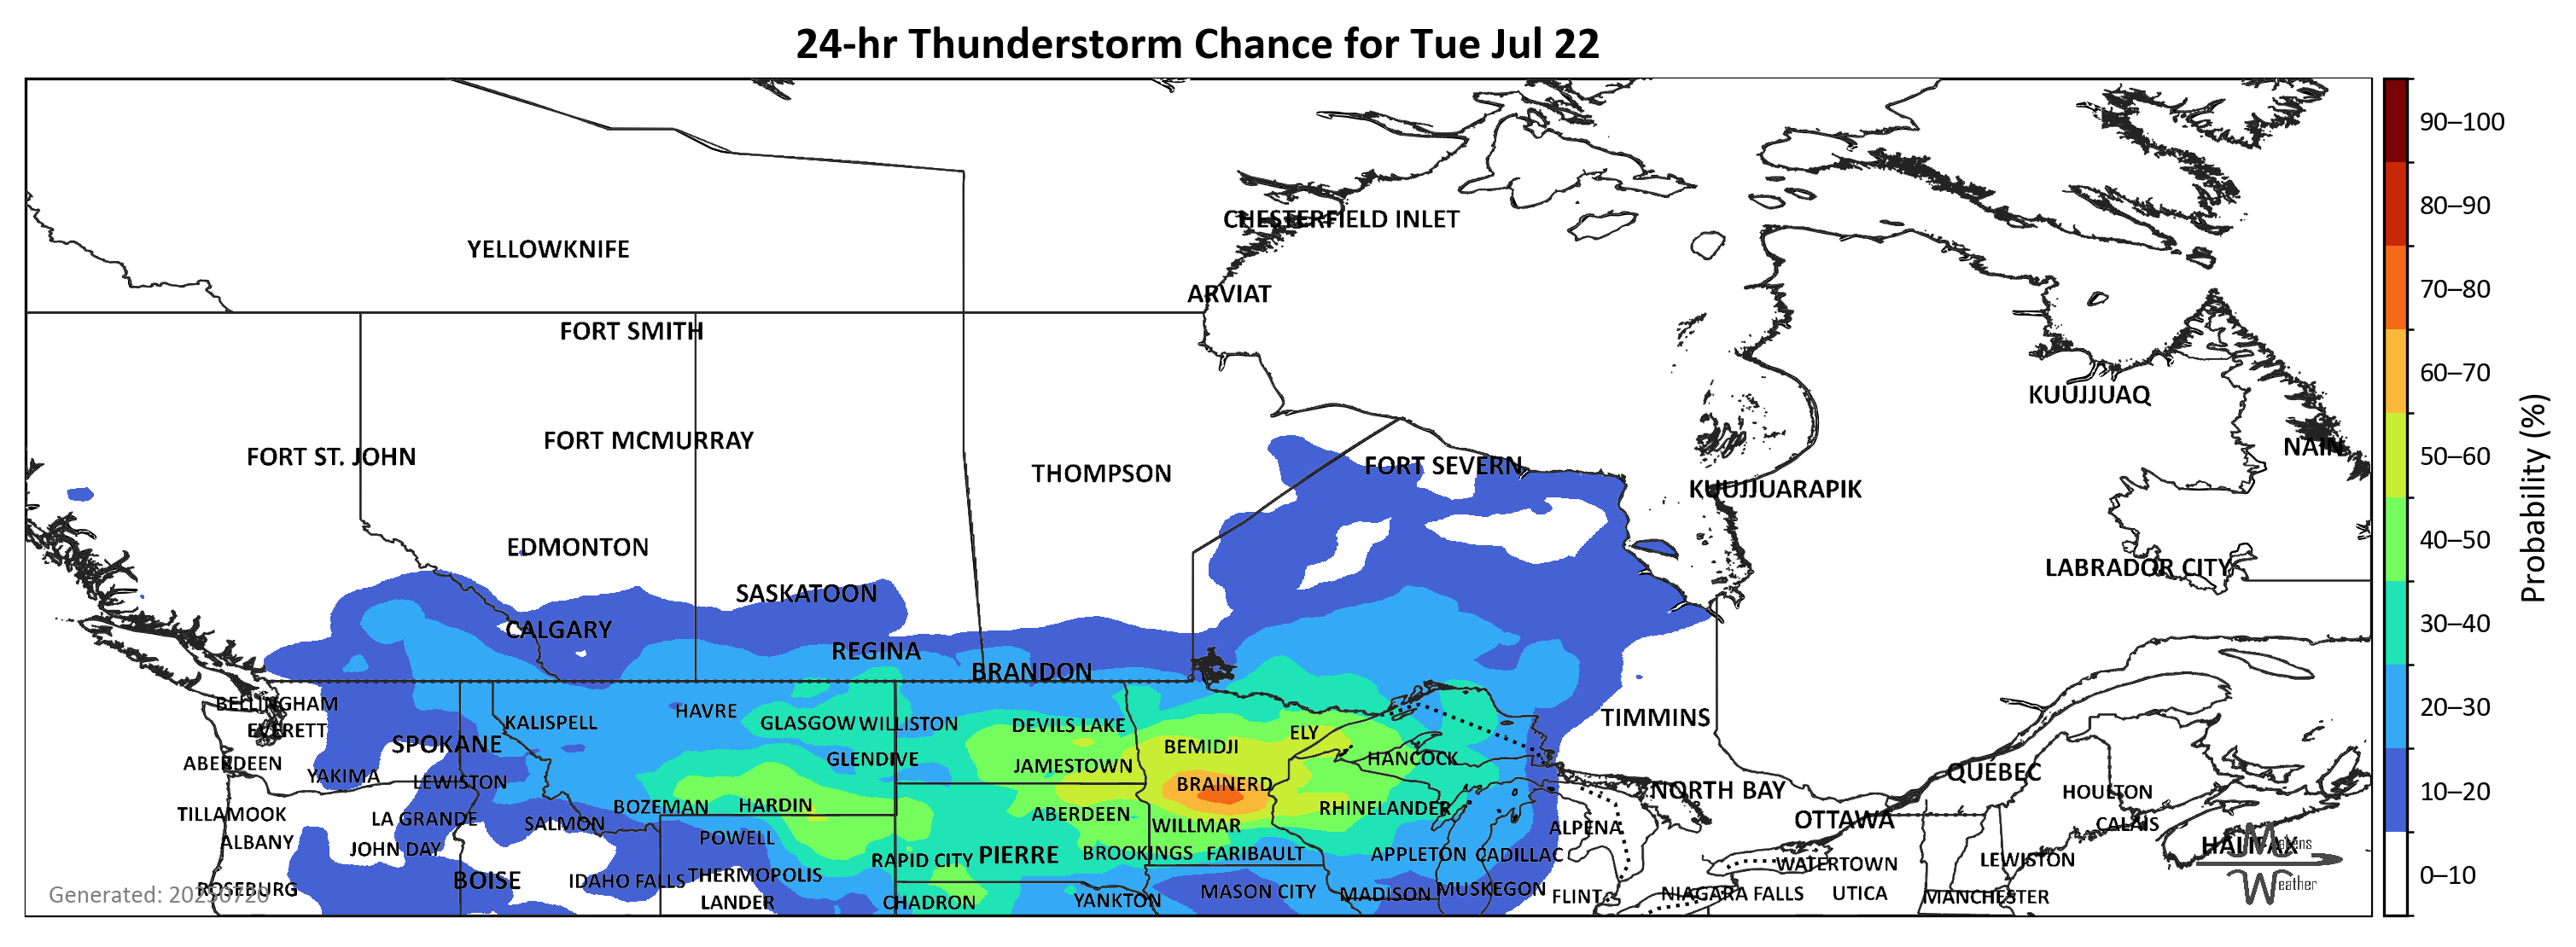 24-hr Thunderstorm Chance for Tue Jul 22
90–100
80–90
CHESTERFIELD INLET
YELLOWKNIFE
70–80
ARVIAT
FORT SMITH
60–70
KUUJJUAQ
FORT MCMURRAY
NAIN
FORT ST. JOHN
50–60
FORT SEVERN
THOMPSON
KUUJJUARAPIK
Probability (%)
40–50
EDMONTON
LABRADOR CITY
SASKATOON
30–40
CALGARY
REGINA
BRANDON
BELLINGHAM
20–30
HAVRE
TIMMINS
KALISPELL
GLASGOW WILLISTON
DEVILS LAKE
EVERETT
ELY
SPOKANE
BEMIDJI
HANCOCK
GLENDIVE
ABERDEEN
JAMESTOWN
QUÉBEC
YAKIMA
LEWISTON
BRAINERD
NORTH BAY
HOULTON
10–20
BOZEMAN
HARDIN
RHINELANDER
TILLAMOOK
ABERDEEN
OTTAWA
LA GRANDE
SALMON
WILLMAR
ALPENA
CALAIS
POWELL
ALBANY
HALIFAX
Makens
JOHN DAY
RAPID CITY
PIERRE
BROOKINGS
FARIBAULT
APPLETON
CADILLAC
WATERTOWN
LEWISTON
THERMOPOLIS
0–10
BOISE
IDAHO FALLS
Weather
ROSEBURG
Generated: 20250720
MASON CITY
MADISON
MUSKEGON
FLINT
NIAGARA FALLS
UTICA
MANCHESTER
LANDER
CHADRON
YANKTON